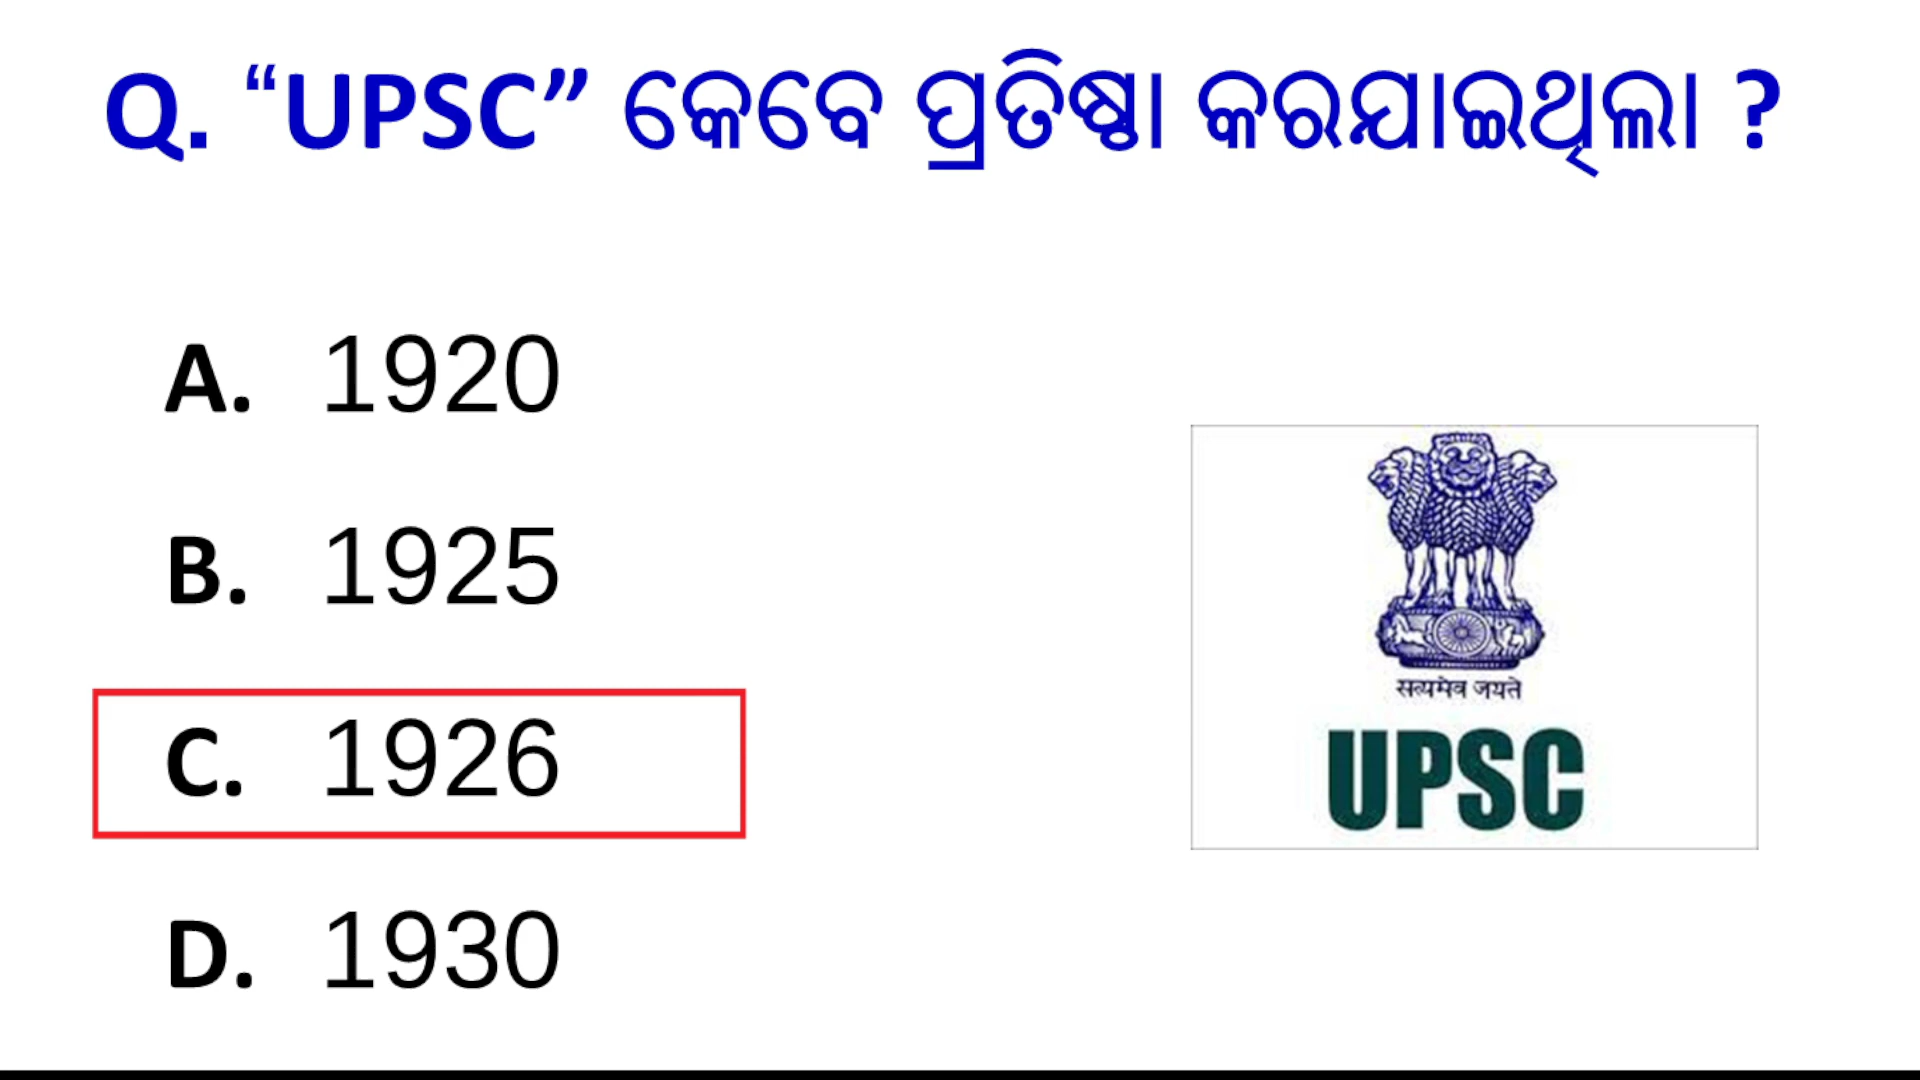 Q. “UPSC” କେବେ ପ୍ରତିଷ୍ଠା କରଯାଇଥିଲା ?
A. 1920
B. 1925
C. 1926
D. 1930
सत्यमेव जयते
UPSC